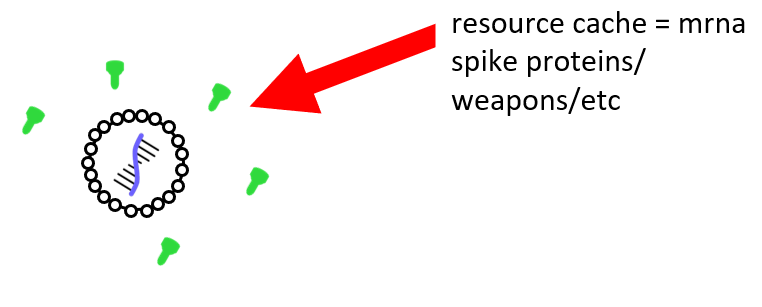 resource cache = mrna
spike proteins/
weapons/etc